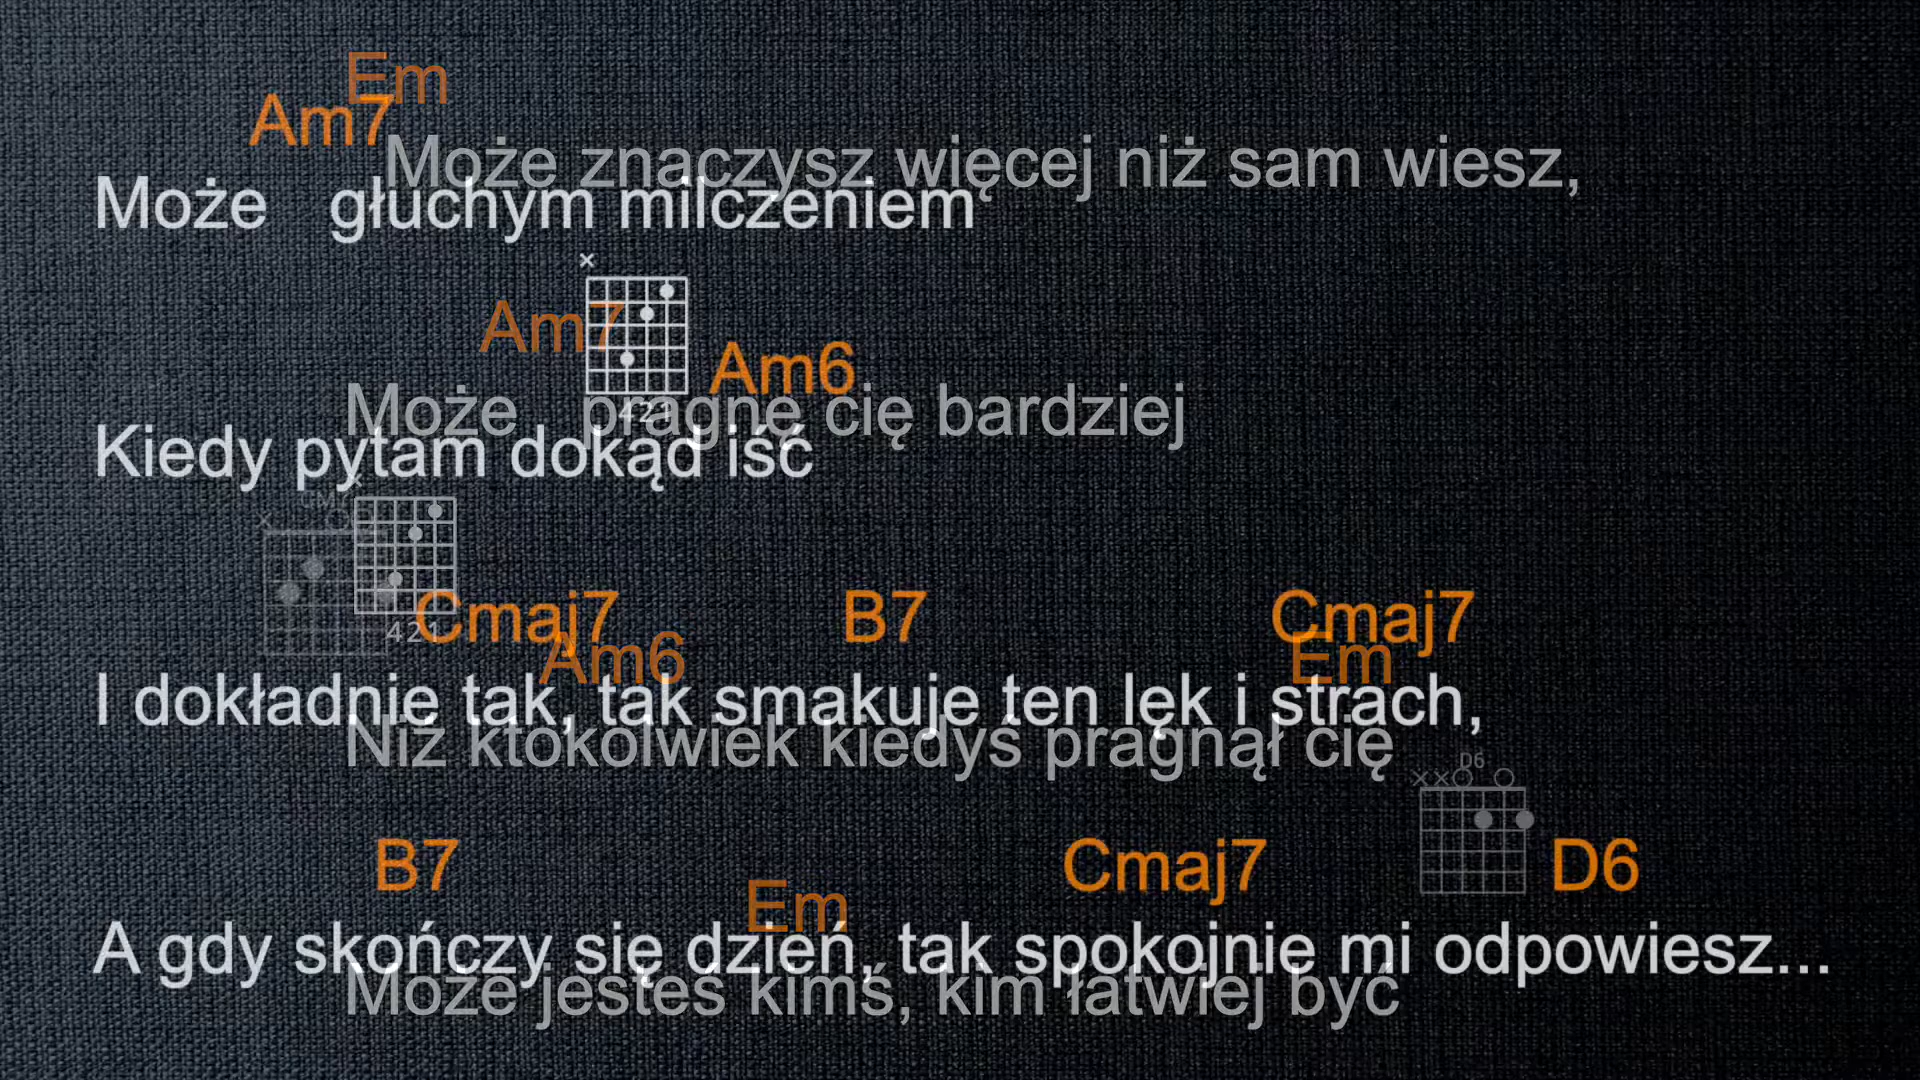 Em
Am7
Może znaczysz więcej niż sam wiesz,
Może głuchym milczeniem
Am7
Am6
421
Może pragnę cię bardziej
Kiedy pytam dokąd iść
Cmaj7 B7 Cmaj7
421
Am6 Em
I dokładnie tak, tak smakuje ten lęk i strach,
Niż ktokolwiek kiedyś pragnął cię
D6
B7 Cmaj7 D6
Em
A gdy skończy się dzień, tak spokojnie mi odpowiesz...
Może jesteś kimś, kim łatwiej być